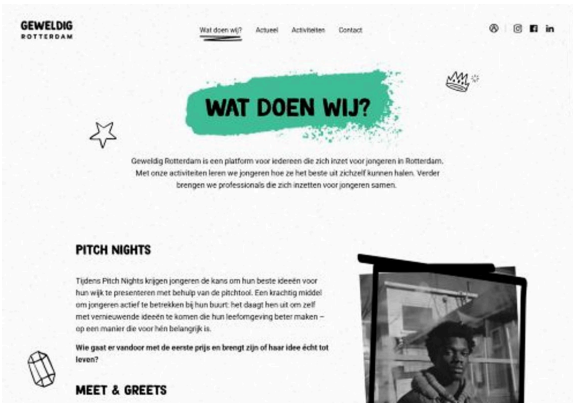 GEWELDIG
ROTTERDAM
Wat doen wij?
Actueel
Activiteiten
Contact
WAT DOEN WIJ?
Geweldig Rotterdam is een platform voor iedereen die zich inzet voor jongeren in Rotterdam.
Met onze activiteiten leren we jongeren hoe ze het beste uit zichzelf kunnen halen. Verder
brengen we professionals die zich inzetten voor jongeren samen.
PITCH NIGHTS
Tijdens Pitch Nights krijgen jongeren de kans om hun beste ideeën voor
hun wijk te presenteren met behulp van de pitchtool. Een krachtig middel
om jongeren actief te betrekken bij hun buurt: het daagt hen uit om zelf
met vernieuwende ideeën te komen die hun leefomgeving beter maken –
op een manier die voor hén belangrijk is.
Wie gaat er vandoor met de eerste prijs en brengt zijn of haar idee écht tot
leven?
MEET & GREETS